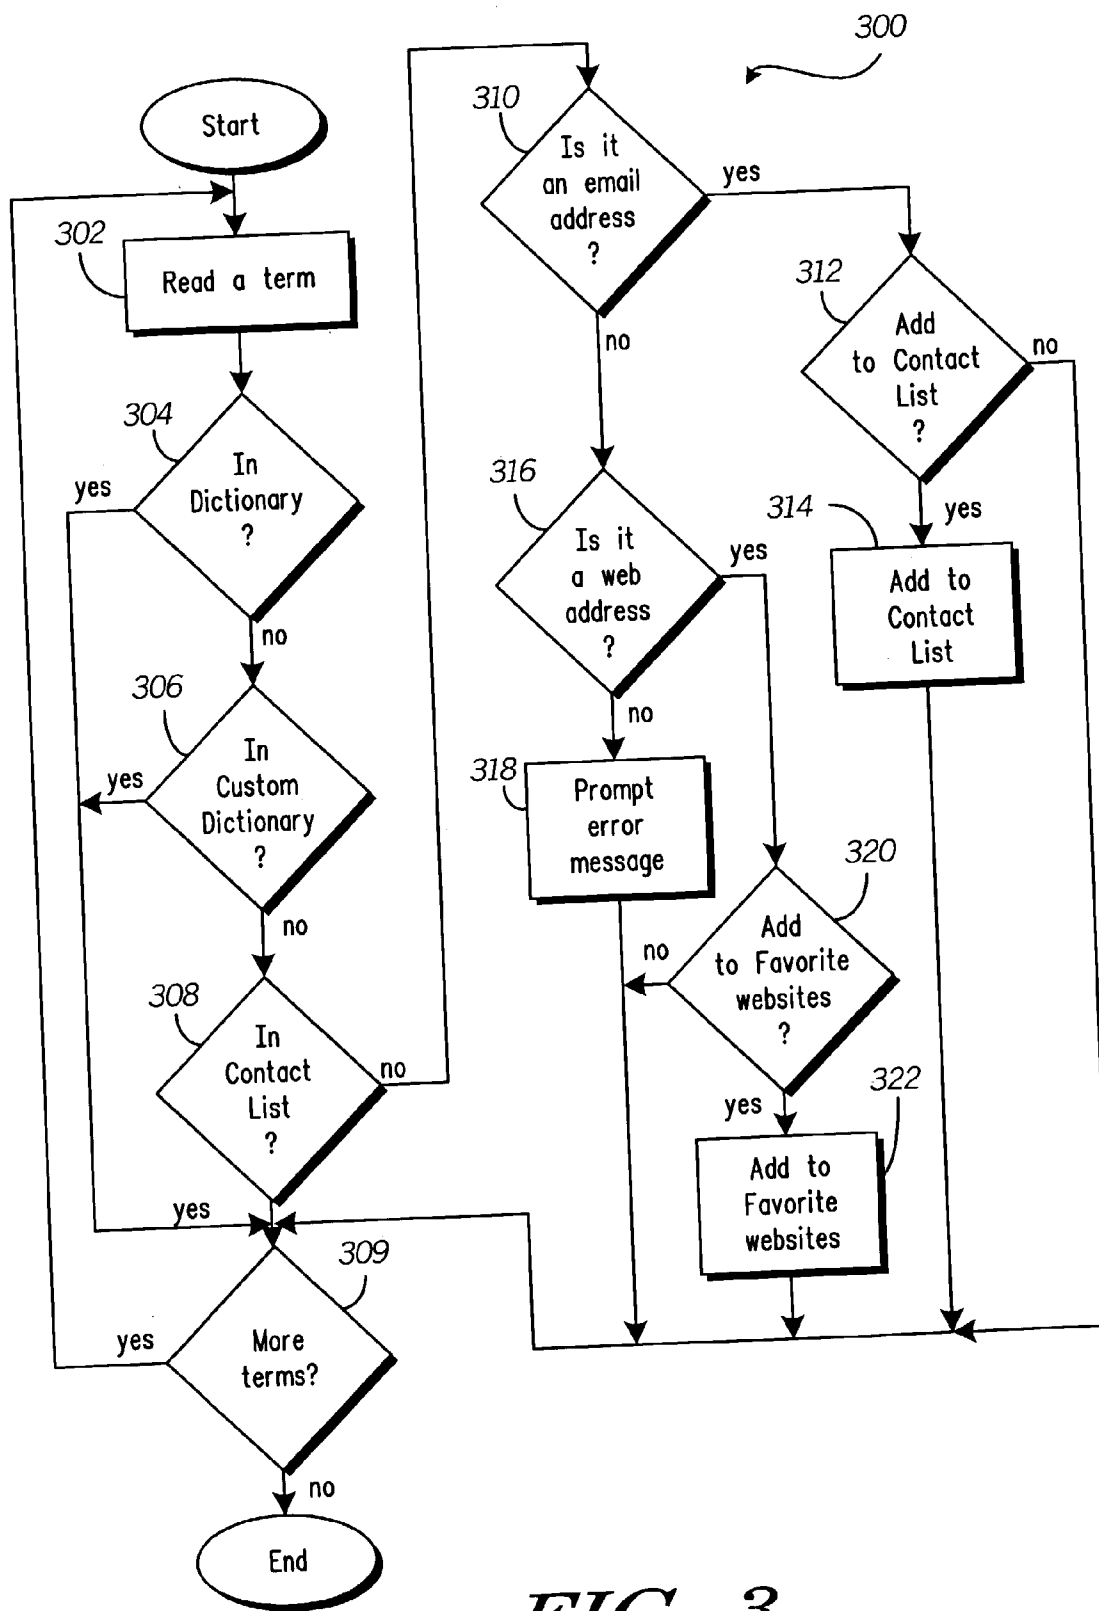 300
Start
302
Read a term
304
In
Dictionary
?
yes
no
306
In
Custom
Dictionary
?
yes
no
308
In
Contact
List
?
no
yes
309
More
terms?
yes
no
End
310
Is it
an email
address
?
yes
no
312
Add
to Contact
List
?
no
yes
314
Add to
Contact
List
316
Is it
a web
address
?
yes
no
318
Prompt
error
message
320
Add
to Favorite
websites
?
no
yes
322
Add to
Favorite
websites
FIG. 3